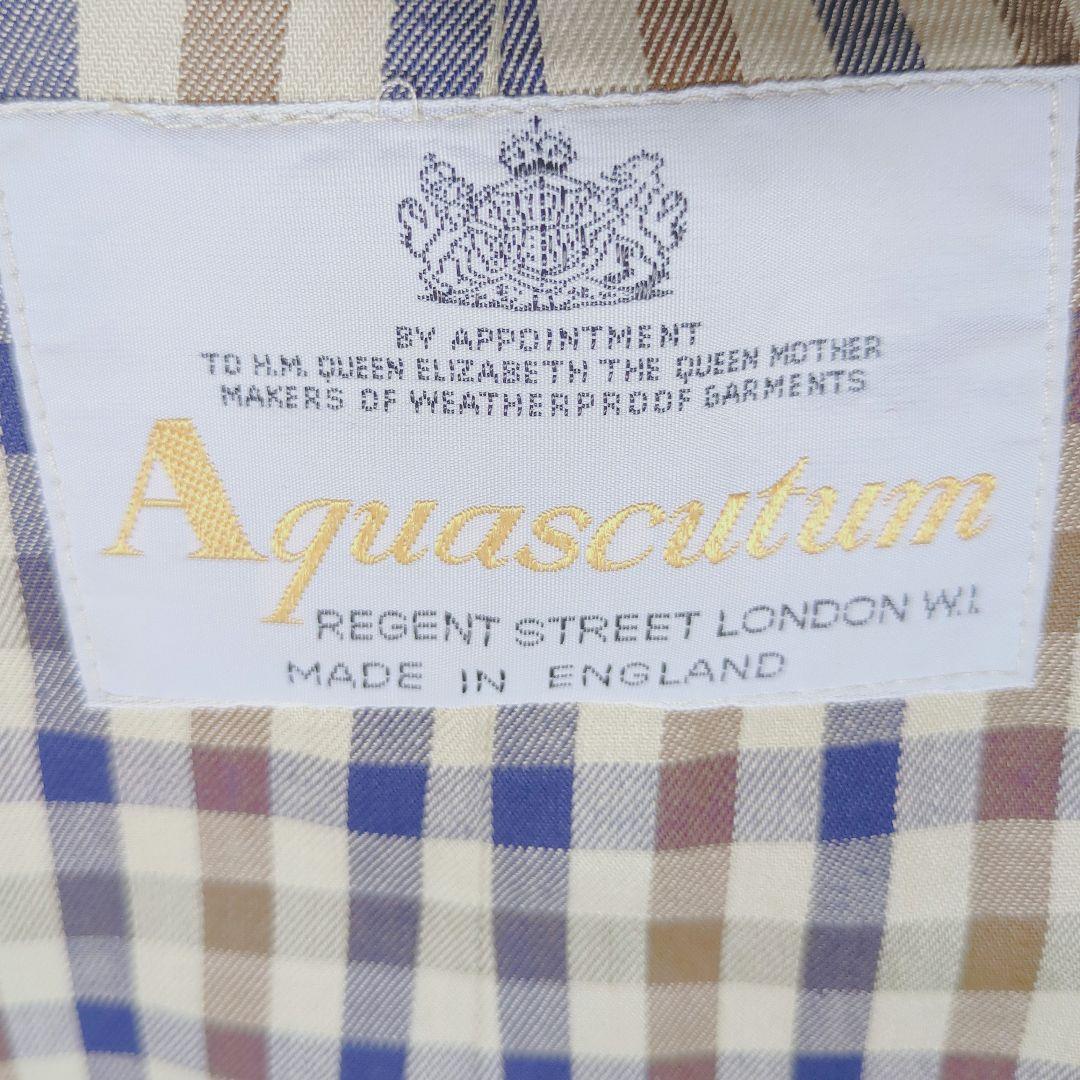 BY APPOINTMENT
TO H.M. QUEEN ELIZABETH THE QUEEN MOTHER
MAKERS OF WEATHERPROOF GARMENTS
Aquascutum
REGENT STREET LONDON W.1.
MADE IN ENGLAND